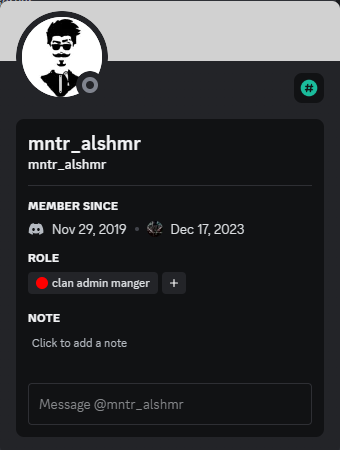 mntr_alshmr
mntr_alshmr
MEMBER SINCE
Nov 29, 2019 • Dec 17, 2023
ROLE
clan admin manger +
NOTE
Click to add a note
Message @mntr_alshmr